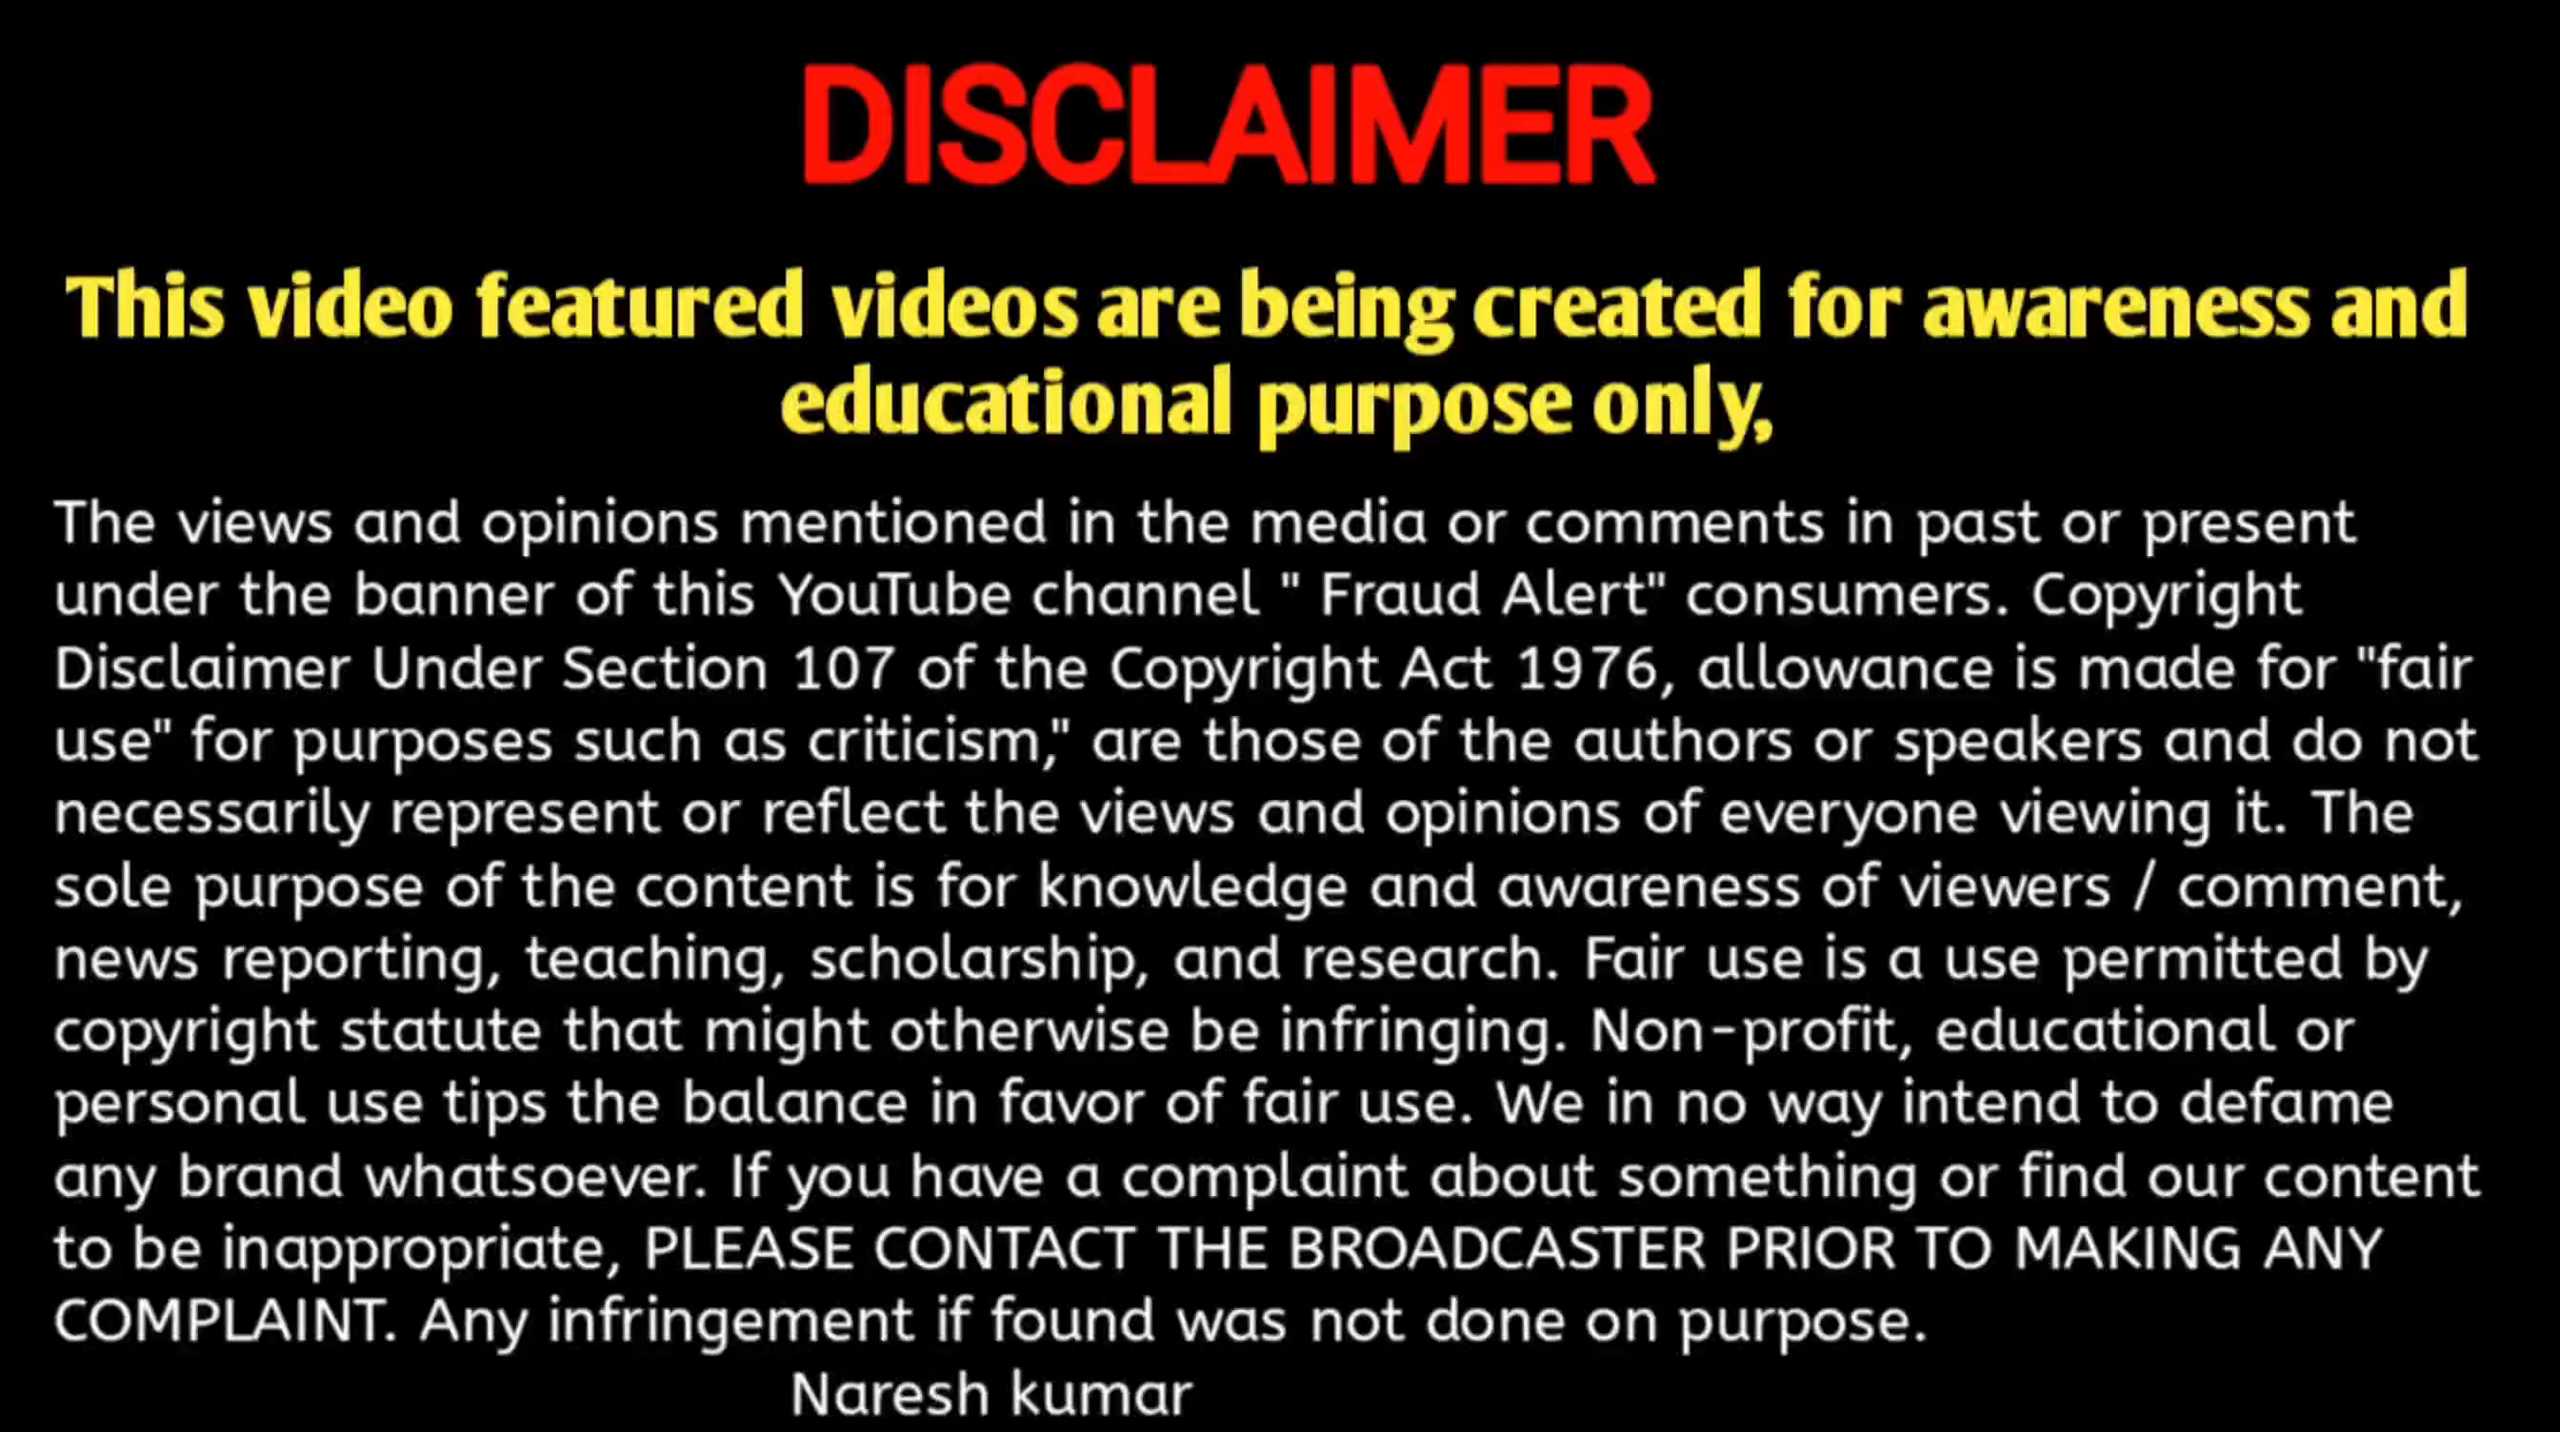 DISCLAIMER
This video featured videos are being created for awareness and
educational purpose only,
The views and opinions mentioned in the media or comments in past or present
under the banner of this YouTube channel " Fraud Alert" consumers. Copyright
Disclaimer Under Section 107 of the Copyright Act 1976, allowance is made for "fair
use" for purposes such as criticism," are those of the authors or speakers and do not
necessarily represent or reflect the views and opinions of everyone viewing it. The
sole purpose of the content is for knowledge and awareness of viewers / comment,
news reporting, teaching, scholarship, and research. Fair use is a use permitted by
copyright statute that might otherwise be infringing. Non-profit, educational or
personal use tips the balance in favor of fair use. We in no way intend to defame
any brand whatsoever. If you have a complaint about something or find our content
to be inappropriate, PLEASE CONTACT THE BROADCASTER PRIOR TO MAKING ANY
COMPLAINT. Any infringement if found was not done on purpose.
Naresh kumar